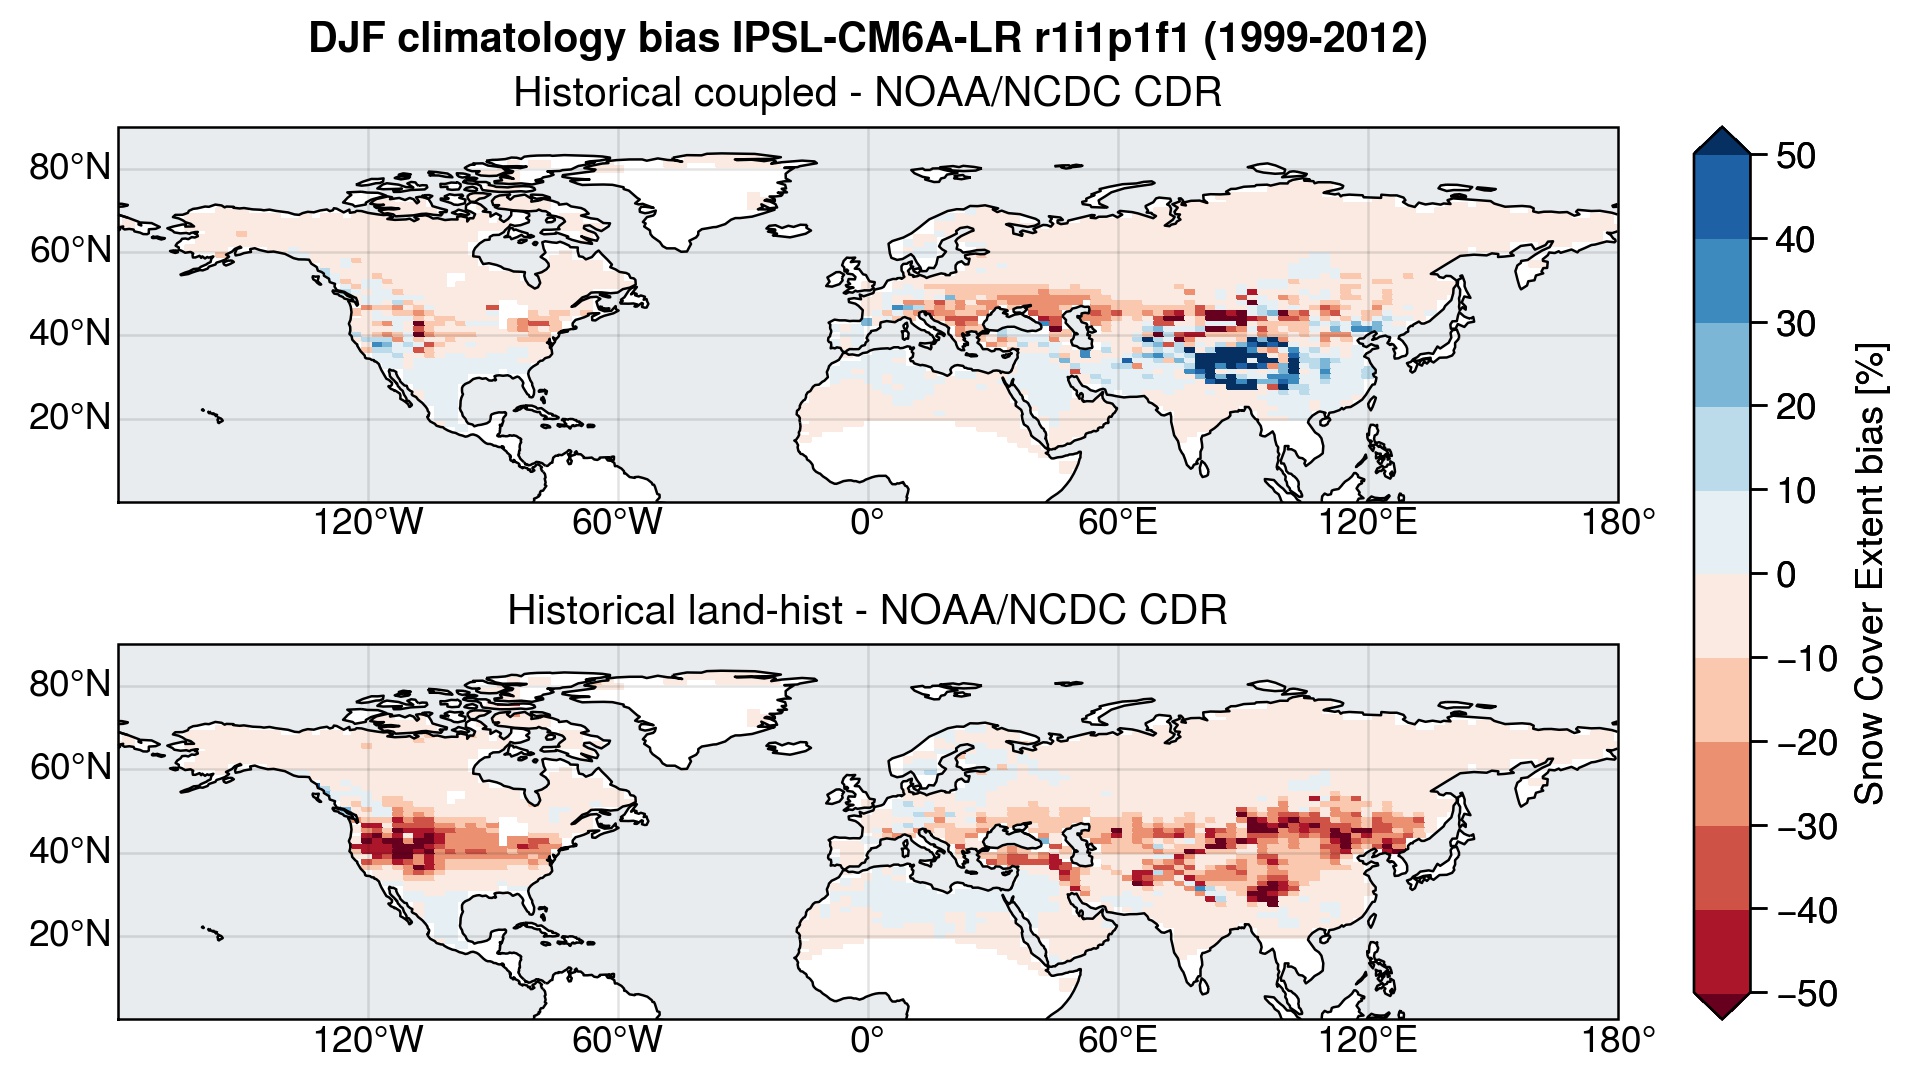 DJF climatology bias IPSL-CM6A-LR r1i1p1f1 (1999-2012)
Historical coupled - NOAA/NCDC CDR
80°N
60°N
40°N
20°N
120°W 60°W 0° 60°E 120°E 180°
Historical land-hist - NOAA/NCDC CDR
80°N
60°N
40°N
20°N
120°W 60°W 0° 60°E 120°E 180°
50
40
30
20
10
0
−10
−20
−30
−40
−50
Snow Cover Extent bias [%]